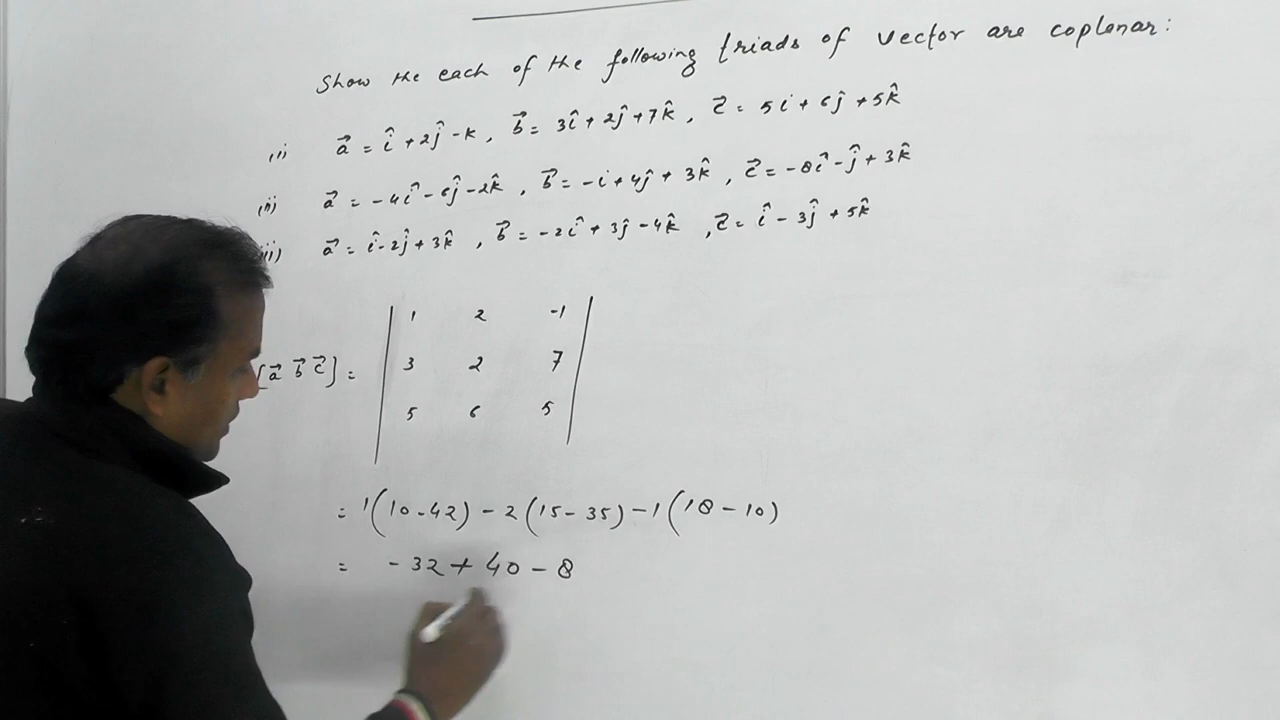 Show the each of the following triads of vector are coplanar:
(i) a⃗ = î + 2ĵ - k, b⃗ = 3î + 2ĵ + 7k̂, c⃗ = 5i + 6ĵ + 5k̂
(ii) a⃗ = -4î - 6ĵ - 2k̂, b⃗ = -i + 4ĵ + 3k̂, c⃗ = -8î - ĵ + 3k̂
iii) a⃗ = î - 2ĵ + 3k̂, b⃗ = -2î + 3ĵ - 4k̂, c⃗ = î - 3ĵ + 5k̂
1 2 -1
[a⃗ b⃗ c⃗] = 3 2 7
5 6 5
= 1(10-42) - 2(15-35) - 1(18-10)
= -32 + 40 - 8